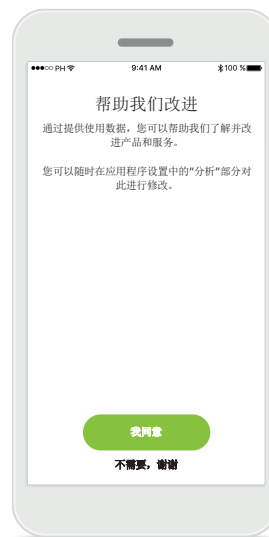 PH 9:41 AM 100 %
帮助我们改进
通过提供使用数据，您可以帮助我们了解并改
进产品和服务。
您可以随时在应用程序设置中的“分析”部分对
此进行修改。
我同意
不需要，谢谢